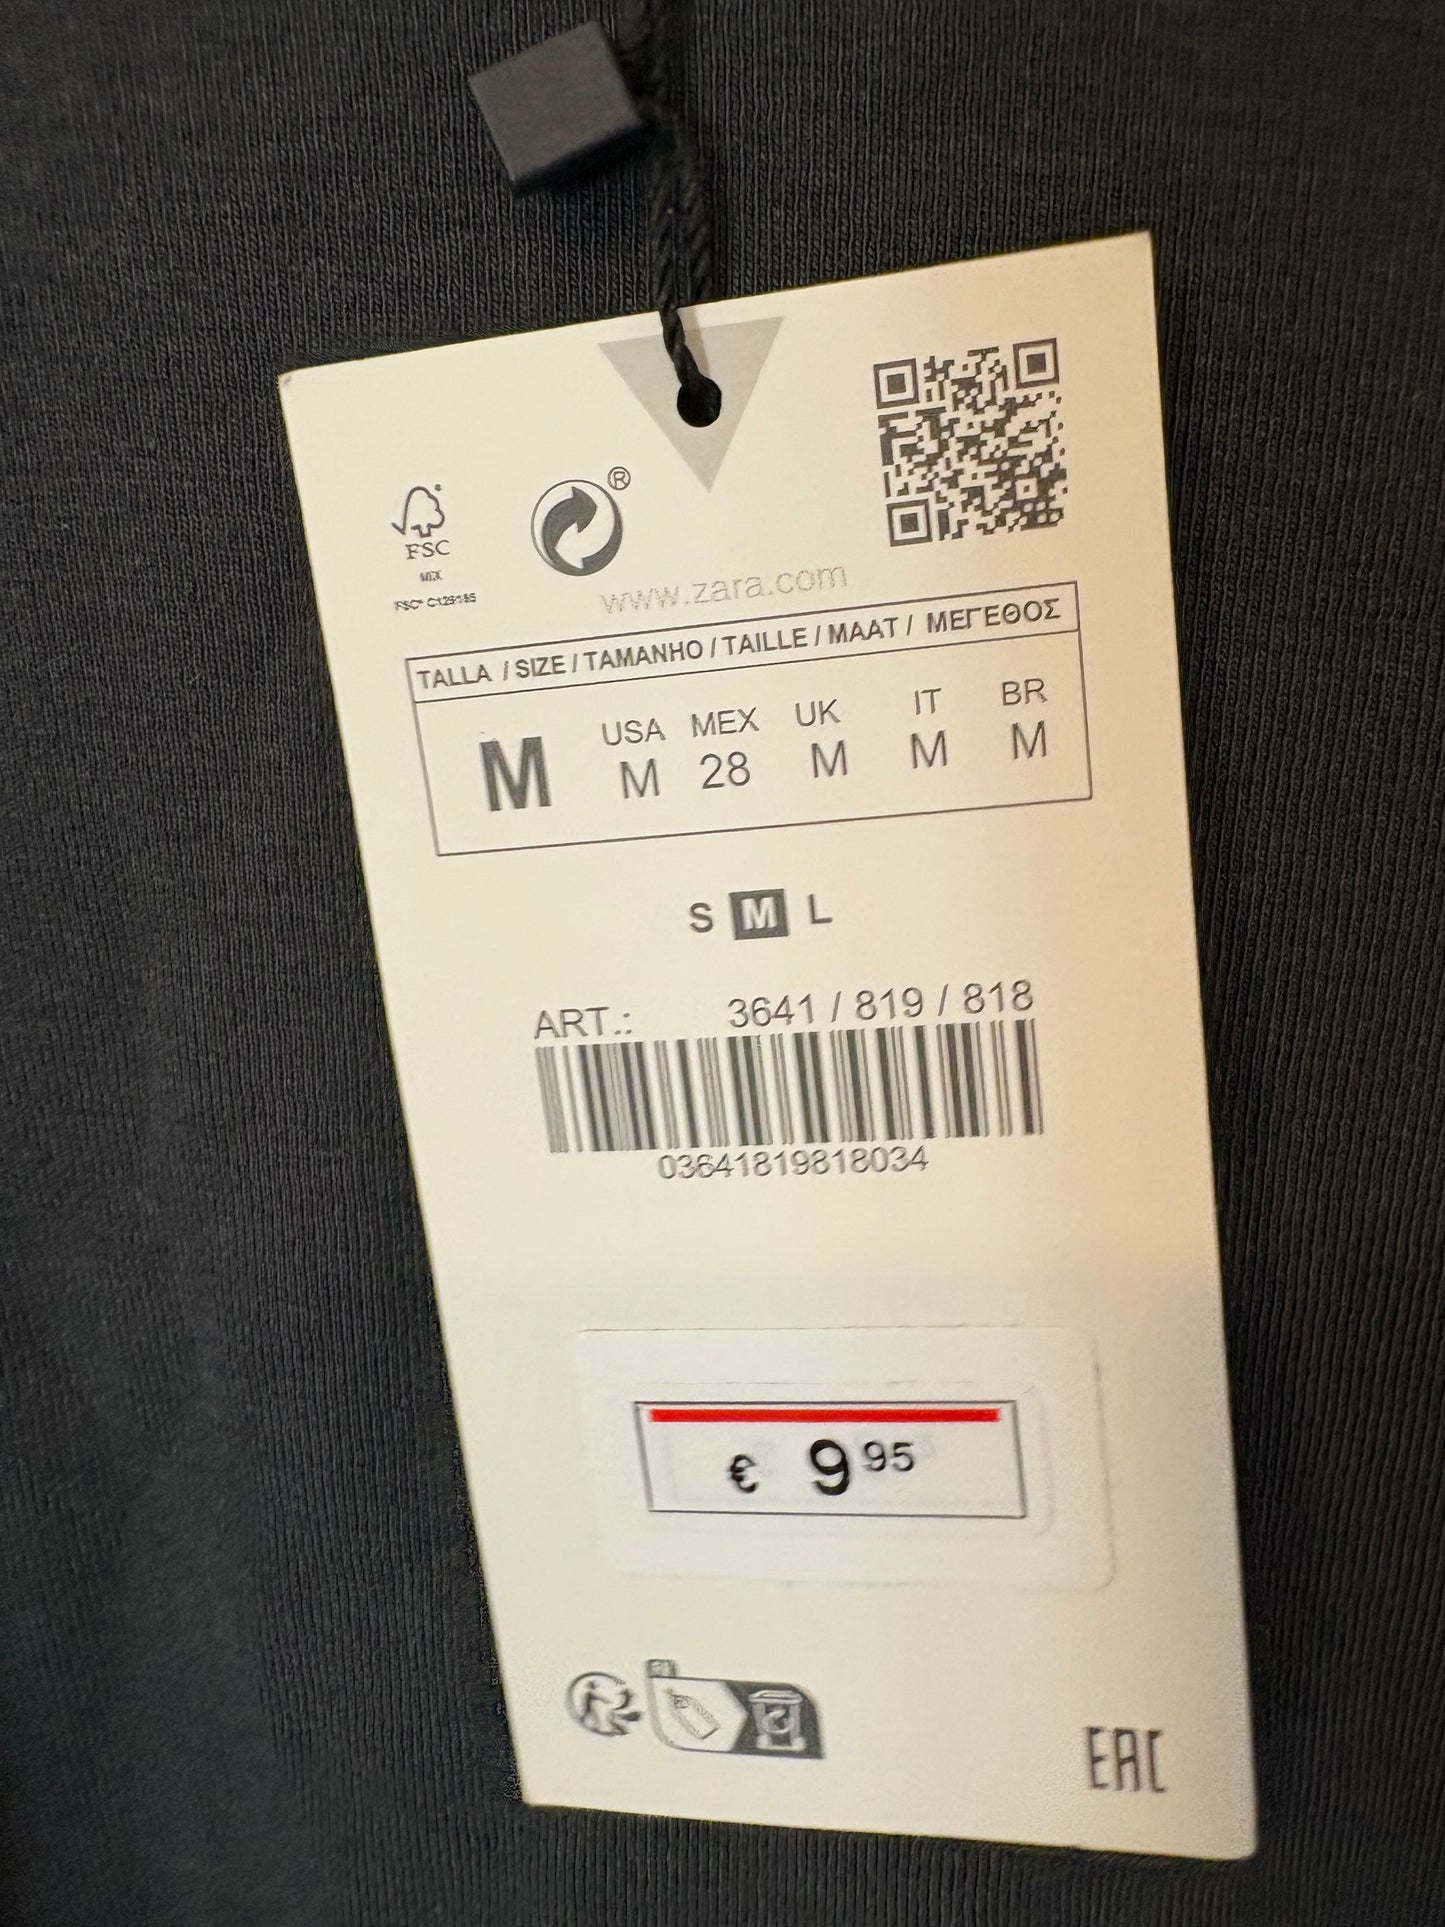 ®
FSC
MIX
www.zara.com
TALLA / SIZE / TAMANHO / TAILLE / MAAT / ΜΕΓΕΘΟΣ
M
USA MEX UK IT BR
M 28 M M M
S M L
ART.: 3641 / 819 / 818
03641819818034
€ 9 95
EAC